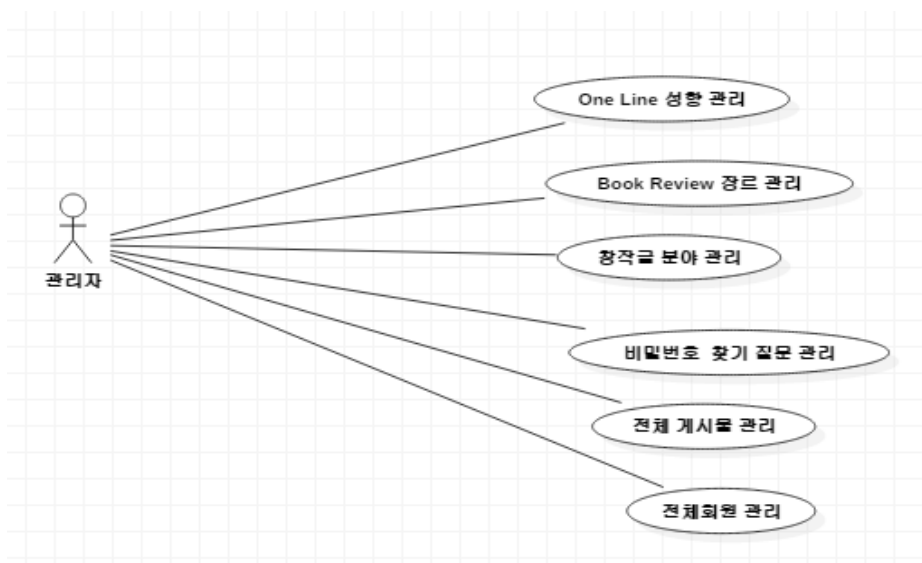 One Line 성향 관리
Book Review 장르 관리
관리자
창작글 분야 관리
비밀번호 찾기 질문 관리
전체 게시물 관리
전체회원 관리